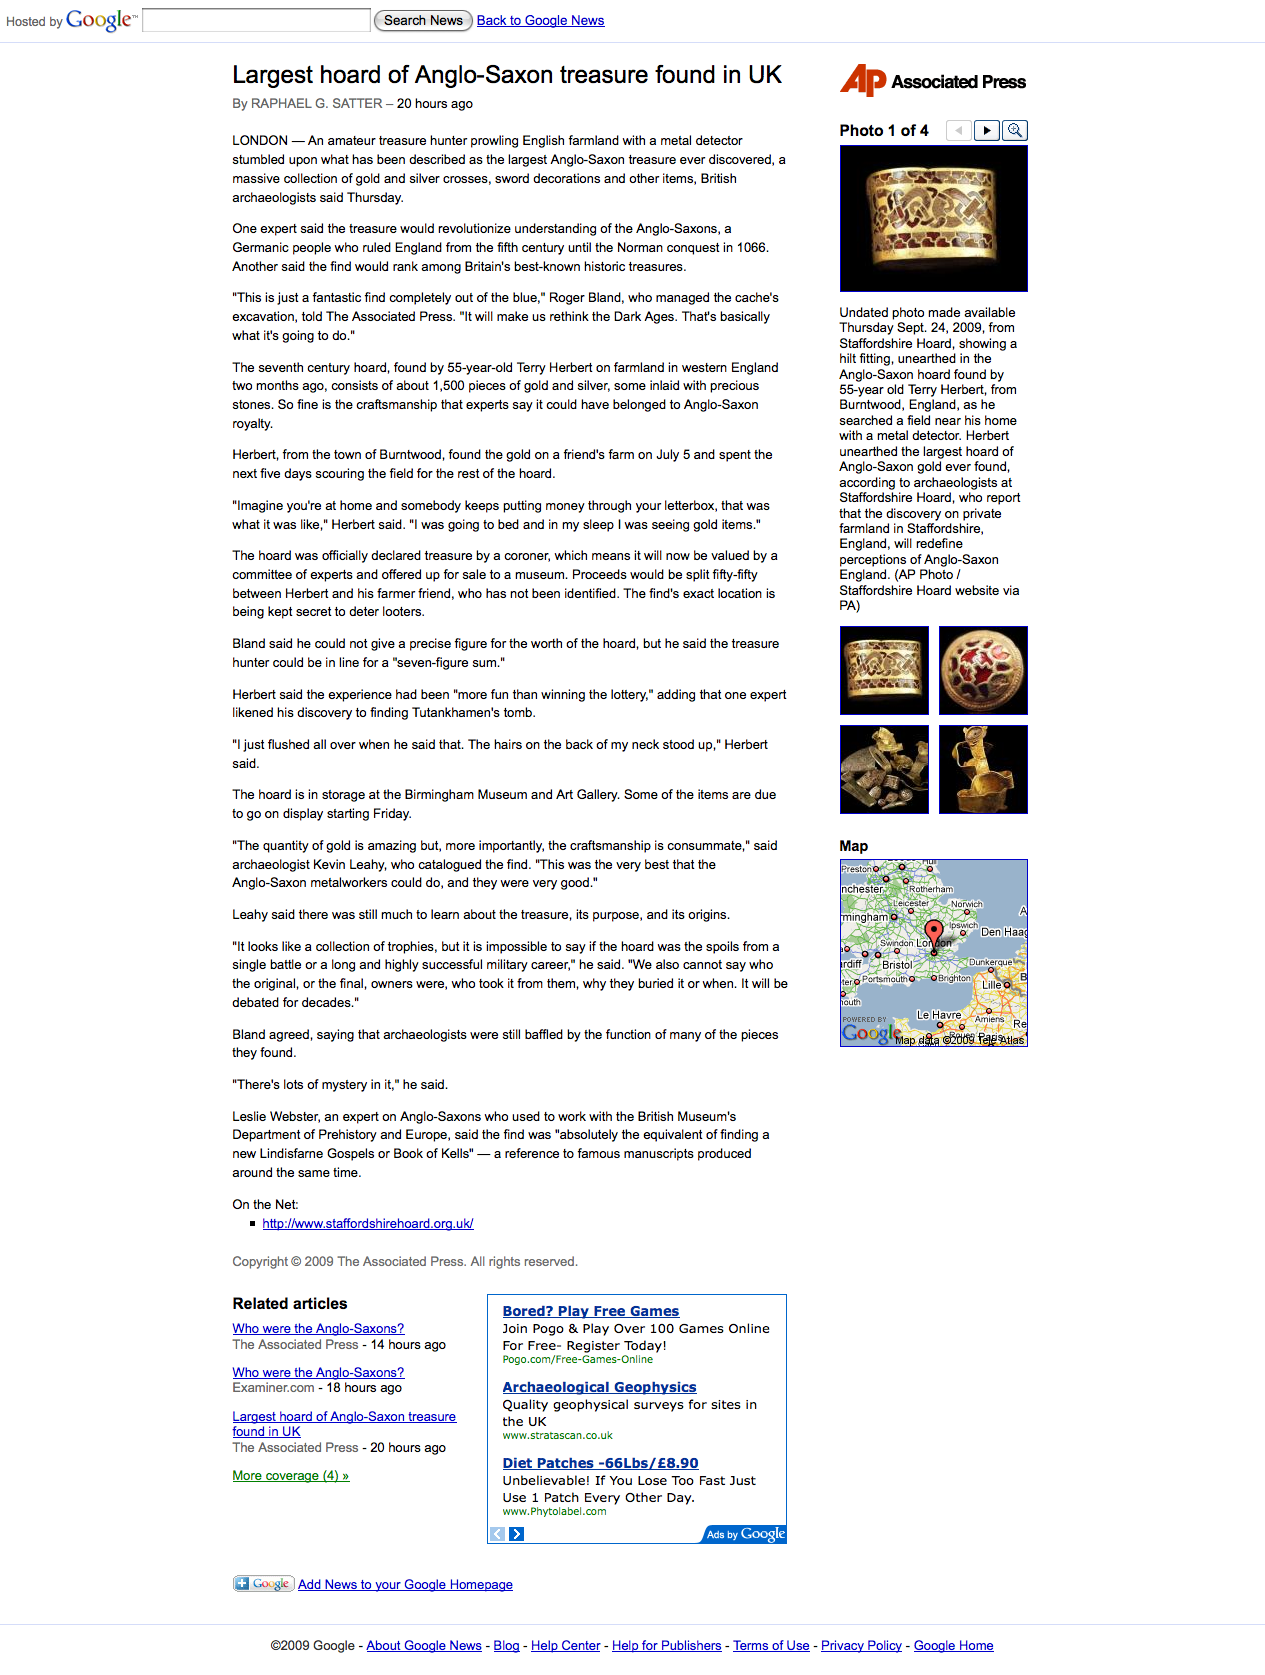 Hosted by Google™ Search News Back to Google News
Largest hoard of Anglo-Saxon treasure found in UK
By RAPHAEL G. SATTER – 20 hours ago
LONDON — An amateur treasure hunter prowling English farmland with a metal detector
stumbled upon what has been described as the largest Anglo-Saxon treasure ever discovered, a
massive collection of gold and silver crosses, sword decorations and other items, British
archaeologists said Thursday.
One expert said the treasure would revolutionize understanding of the Anglo-Saxons, a
Germanic people who ruled England from the fifth century until the Norman conquest in 1066.
Another said the find would rank among Britain's best-known historic treasures.
"This is just a fantastic find completely out of the blue," Roger Bland, who managed the cache's
excavation, told The Associated Press. "It will make us rethink the Dark Ages. That's basically
what it's going to do."
The seventh century hoard, found by 55-year-old Terry Herbert on farmland in western England
two months ago, consists of about 1,500 pieces of gold and silver, some inlaid with precious
stones. So fine is the craftsmanship that experts say it could have belonged to Anglo-Saxon
royalty.
Herbert, from the town of Burntwood, found the gold on a friend's farm on July 5 and spent the
next five days scouring the field for the rest of the hoard.
"Imagine you're at home and somebody keeps putting money through your letterbox, that was
what it was like," Herbert said. "I was going to bed and in my sleep I was seeing gold items."
The hoard was officially declared treasure by a coroner, which means it will now be valued by a
committee of experts and offered up for sale to a museum. Proceeds would be split fifty-fifty
between Herbert and his farmer friend, who has not been identified. The find's exact location is
being kept secret to deter looters.
Bland said he could not give a precise figure for the worth of the hoard, but he said the treasure
hunter could be in line for a "seven-figure sum."
Herbert said the experience had been "more fun than winning the lottery," adding that one expert
likened his discovery to finding Tutankhamen's tomb.
"I just flushed all over when he said that. The hairs on the back of my neck stood up," Herbert
said.
The hoard is in storage at the Birmingham Museum and Art Gallery. Some of the items are due
to go on display starting Friday.
"The quantity of gold is amazing but, more importantly, the craftsmanship is consummate," said
archaeologist Kevin Leahy, who catalogued the find. "This was the very best that the
Anglo-Saxon metalworkers could do, and they were very good."
Leahy said there was still much to learn about the treasure, its purpose, and its origins.
"It looks like a collection of trophies, but it is impossible to say if the hoard was the spoils from a
single battle or a long and highly successful military career," he said. "We also cannot say who
the original, or the final, owners were, who took it from them, why they buried it or when. It will be
debated for decades."
Bland agreed, saying that archaeologists were still baffled by the function of many of the pieces
they found.
"There's lots of mystery in it," he said.
Leslie Webster, an expert on Anglo-Saxons who used to work with the British Museum's
Department of Prehistory and Europe, said the find was "absolutely the equivalent of finding a
new Lindisfarne Gospels or Book of Kells" — a reference to famous manuscripts produced
around the same time.
On the Net:
http://www.staffordshirehoard.org.uk/
Copyright © 2009 The Associated Press. All rights reserved.
AP Associated Press
Photo 1 of 4
Undated photo made available
Thursday Sept. 24, 2009, from
Staffordshire Hoard, showing a
hilt fitting, unearthed in the
Anglo-Saxon hoard found by
55-year old Terry Herbert, from
Burntwood, England, as he
searched a field near his home
with a metal detector. Herbert
unearthed the largest hoard of
Anglo-Saxon gold ever found,
according to archaeologists at
Staffordshire Hoard, who report
that the discovery on private
farmland in Staffordshire,
England, will redefine
perceptions of Anglo-Saxon
England. (AP Photo /
Staffordshire Hoard website via
PA)
Map
Preston Hull
nchester Rotherham
Leicester Norwich
rmingham Ipswich
Den Haag
Swindon London
rdiff Bristol Dunkerque
Portsmouth Brighton Lille
outh
Le Havre Amiens
POWERED BY Google Rouen Paris Re
Map data ©2009 Tele Atlas
Related articles
Who were the Anglo-Saxons?
The Associated Press - 14 hours ago
Who were the Anglo-Saxons?
Examiner.com - 18 hours ago
Largest hoard of Anglo-Saxon treasure
found in UK
The Associated Press - 20 hours ago
More coverage (4) »
Bored? Play Free Games
Join Pogo & Play Over 100 Games Online
For Free- Register Today!
Pogo.com/Free-Games-Online
Archaeological Geophysics
Quality geophysical surveys for sites in
the UK
www.stratascan.co.uk
Diet Patches -66Lbs/£8.90
Unbelievable! If You Lose Too Fast Just
Use 1 Patch Every Other Day.
www.Phytolabel.com
Ads by Google
Google Add News to your Google Homepage
©2009 Google - About Google News - Blog - Help Center - Help for Publishers - Terms of Use - Privacy Policy - Google Home